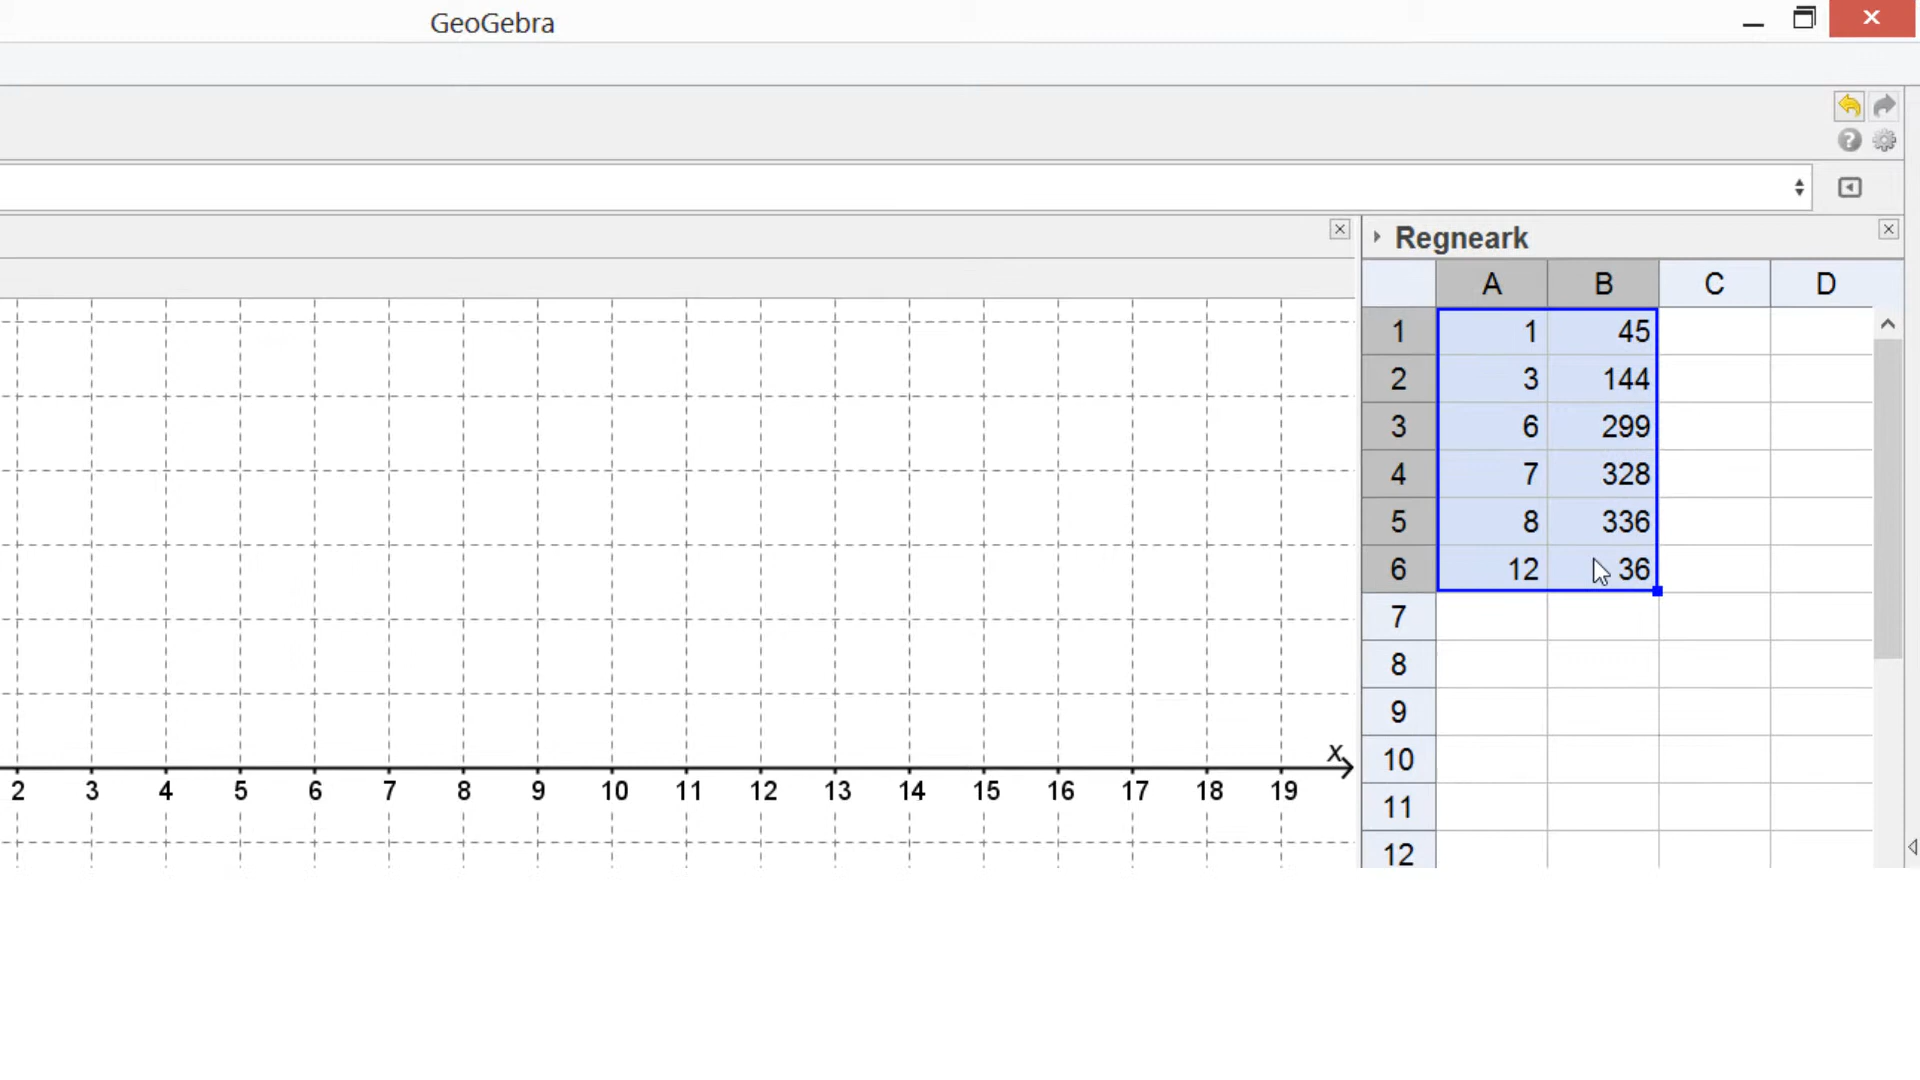 GeoGebra
Regneark
A B C D
1 1 45
2 3 144
3 6 299
4 7 328
5 8 336
6 12 36
7
8
9
10
11
12
x
2 3 4 5 6 7 8 9 10 11 12 13 14 15 16 17 18 19